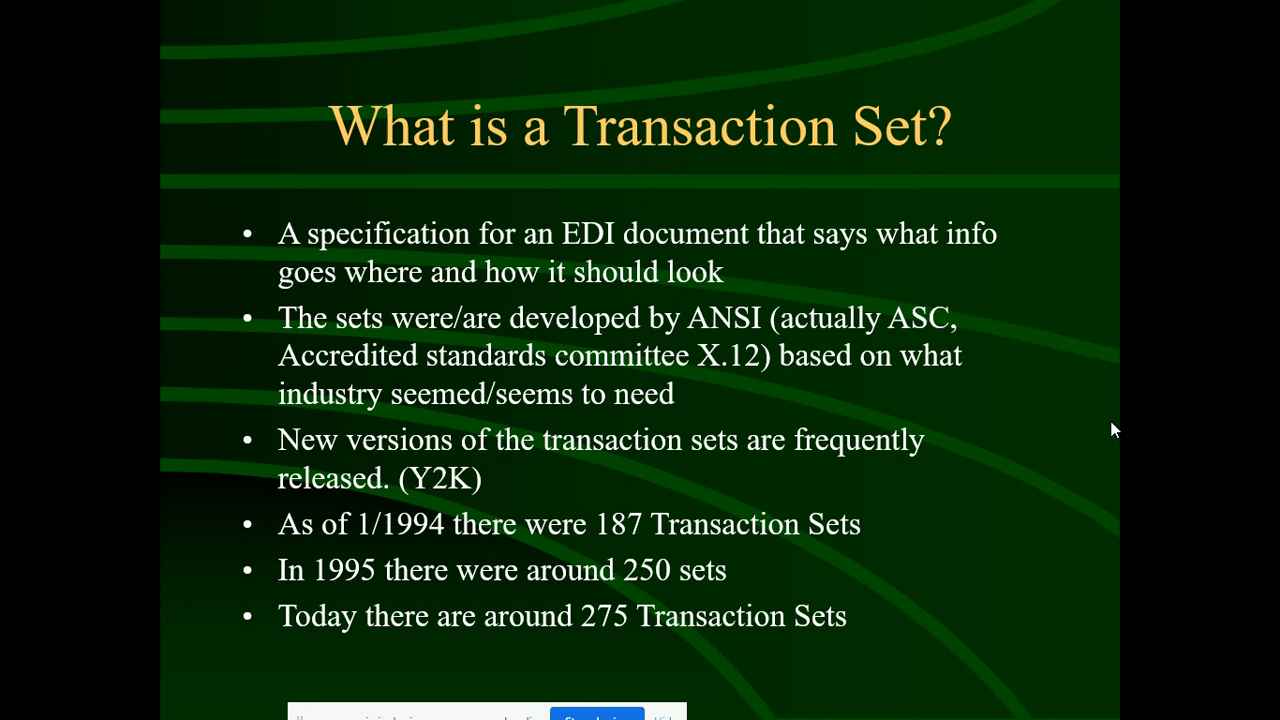 What is a Transaction Set?
• A specification for an EDI document that says what info
goes where and how it should look
• The sets were/are developed by ANSI (actually ASC,
Accredited standards committee X.12) based on what
industry seemed/seems to need
• New versions of the transaction sets are frequently
released. (Y2K)
• As of 1/1994 there were 187 Transaction Sets
• In 1995 there were around 250 sets
• Today there are around 275 Transaction Sets